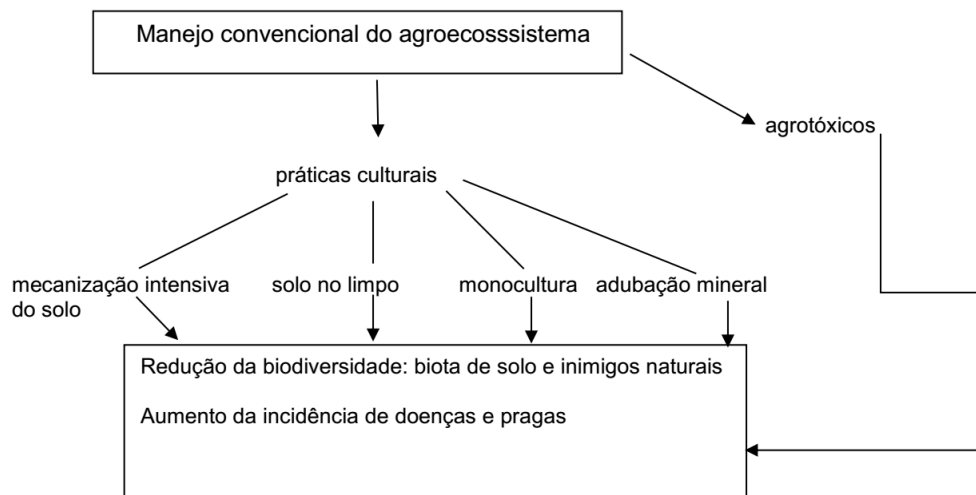 Manejo convencional do agroecosssistema
agrotóxicos
práticas culturais
mecanização intensiva
do solo
solo no limpo
monocultura
adubação mineral
Redução da biodiversidade: biota de solo e inimigos naturais
Aumento da incidência de doenças e pragas